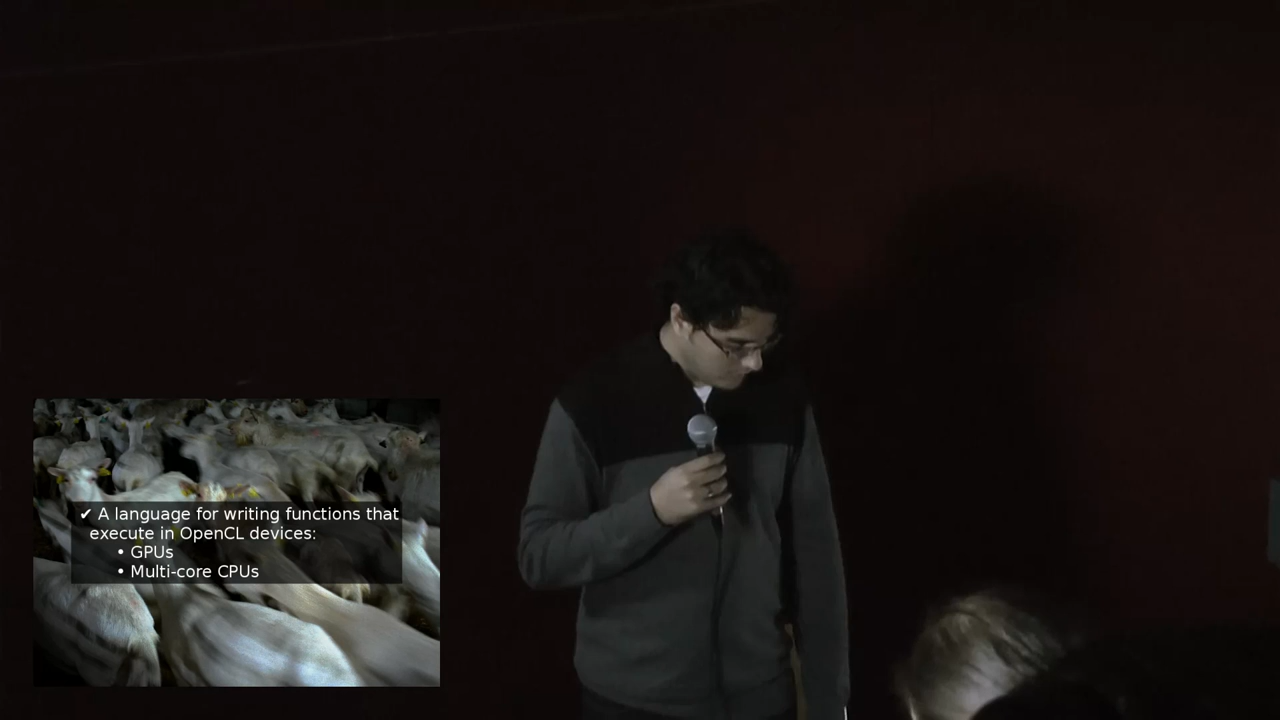 ✔ A language for writing functions that
execute in OpenCL devices:
• GPUs
• Multi-core CPUs